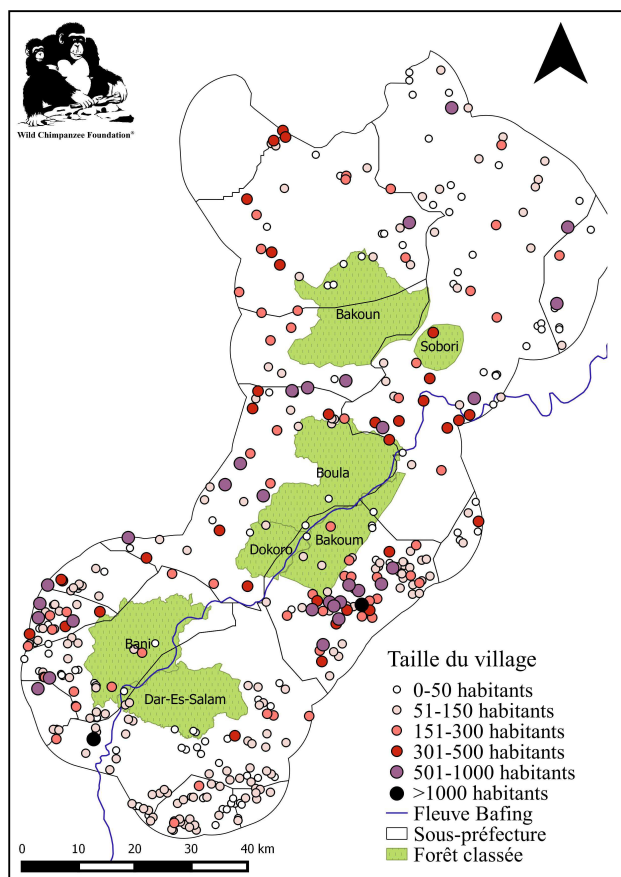 Wild Chimpanzee Foundation®
Bakoun
Sobori
Boula
Dokoro
Bakoum
Bani
Dar-Es-Salam
Taille du village
0-50 habitants
51-150 habitants
151-300 habitants
301-500 habitants
501-1000 habitants
>1000 habitants
Fleuve Bafing
Sous-préfecture
Forêt classée
0 10 20 30 40 km